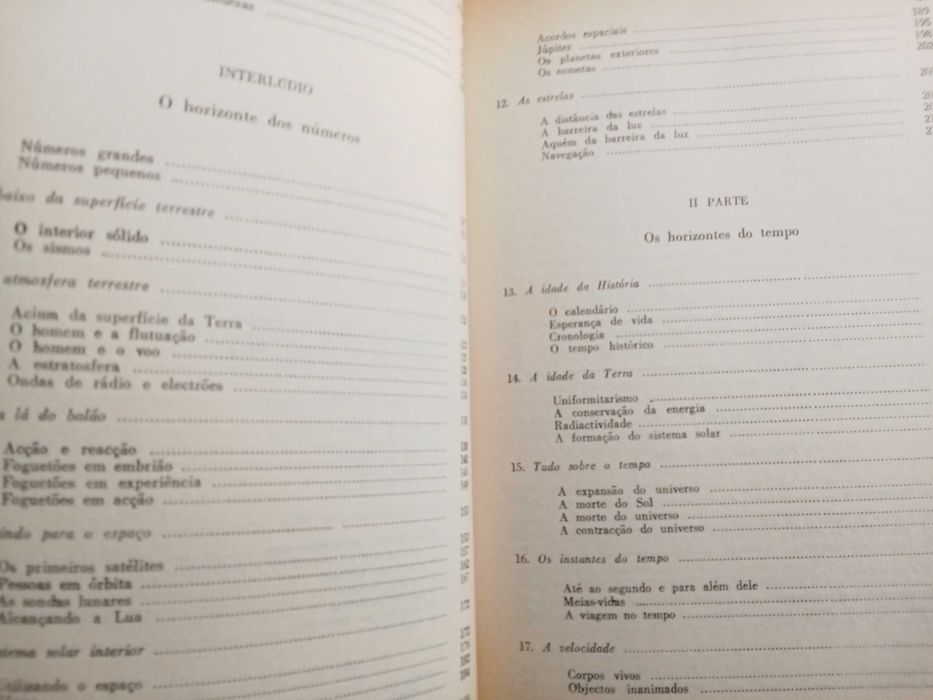 INTERLÚDIO
O horizonte dos números
Números grandes
Números pequenos
baixo da superfície terrestre
O interior sólido
Os sismos
atmosfera terrestre
Acima da superfície da Terra
O homem e a flutuação
O homem e o voo
A estratosfera
Ondas de rádio e electrões
a lá do balão
Acção e reacção
Foguetões em embrião
Foguetões em experiência
Foguetões em acção
indo para o espaço
Os primeiros satélites
Pessoas em órbita
As sondas lunares
Alcançando a Lua 172
tema solar interior
Utilizando o espaço
Acordos espaciais 189
Júpiter 195
Os planetas exteriores 198
Os cometas 202
12. As estrelas
A distância das estrelas
A barreira da luz
Aquém da barreira da luz
Navegação
II PARTE
Os horizontes do tempo
13. A idade da História
O calendário
Esperança de vida
Cronologia
O tempo histórico
14. A idade da Terra
Uniformitarismo
A conservação da energia
Radiactividade
A formação do sistema solar
15. Tudo sobre o tempo
A expansão do universo
A morte do Sol
A morte do universo
A contracção do universo
16. Os instantes do tempo
Até ao segundo e para além dele
Meias-vidas
A viagem no tempo
17. A velocidade
Corpos vivos
Objectos inanimados